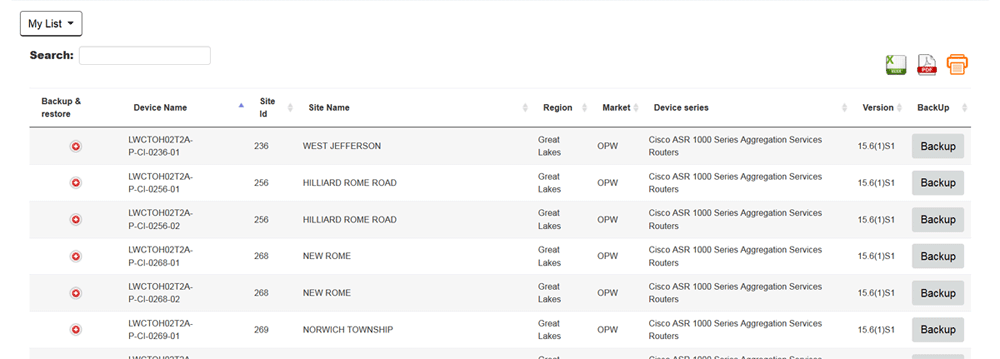 My List
Search:
Backup & restore Device Name Site Id Site Name Region Market Device series Version BackUp
LWCTOH02T2A-P-CI-0236-01 236 WEST JEFFERSON Great Lakes OPW Cisco ASR 1000 Series Aggregation Services Routers 15.6(1)S1 Backup
LWCTOH02T2A-P-CI-0256-01 256 HILLIARD ROME ROAD Great Lakes OPW Cisco ASR 1000 Series Aggregation Services Routers 15.6(1)S1 Backup
LWCTOH02T2A-P-CI-0256-02 256 HILLIARD ROME ROAD Great Lakes OPW Cisco ASR 1000 Series Aggregation Services Routers 15.6(1)S1 Backup
LWCTOH02T2A-P-CI-0268-01 268 NEW ROME Great Lakes OPW Cisco ASR 1000 Series Aggregation Services Routers 15.6(1)S1 Backup
LWCTOH02T2A-P-CI-0268-02 268 NEW ROME Great Lakes OPW Cisco ASR 1000 Series Aggregation Services Routers 15.6(1)S1 Backup
LWCTOH02T2A-P-CI-0269-01 269 NORWICH TOWNSHIP Great Lakes OPW Cisco ASR 1000 Series Aggregation Services Routers 15.6(1)S1 Backup